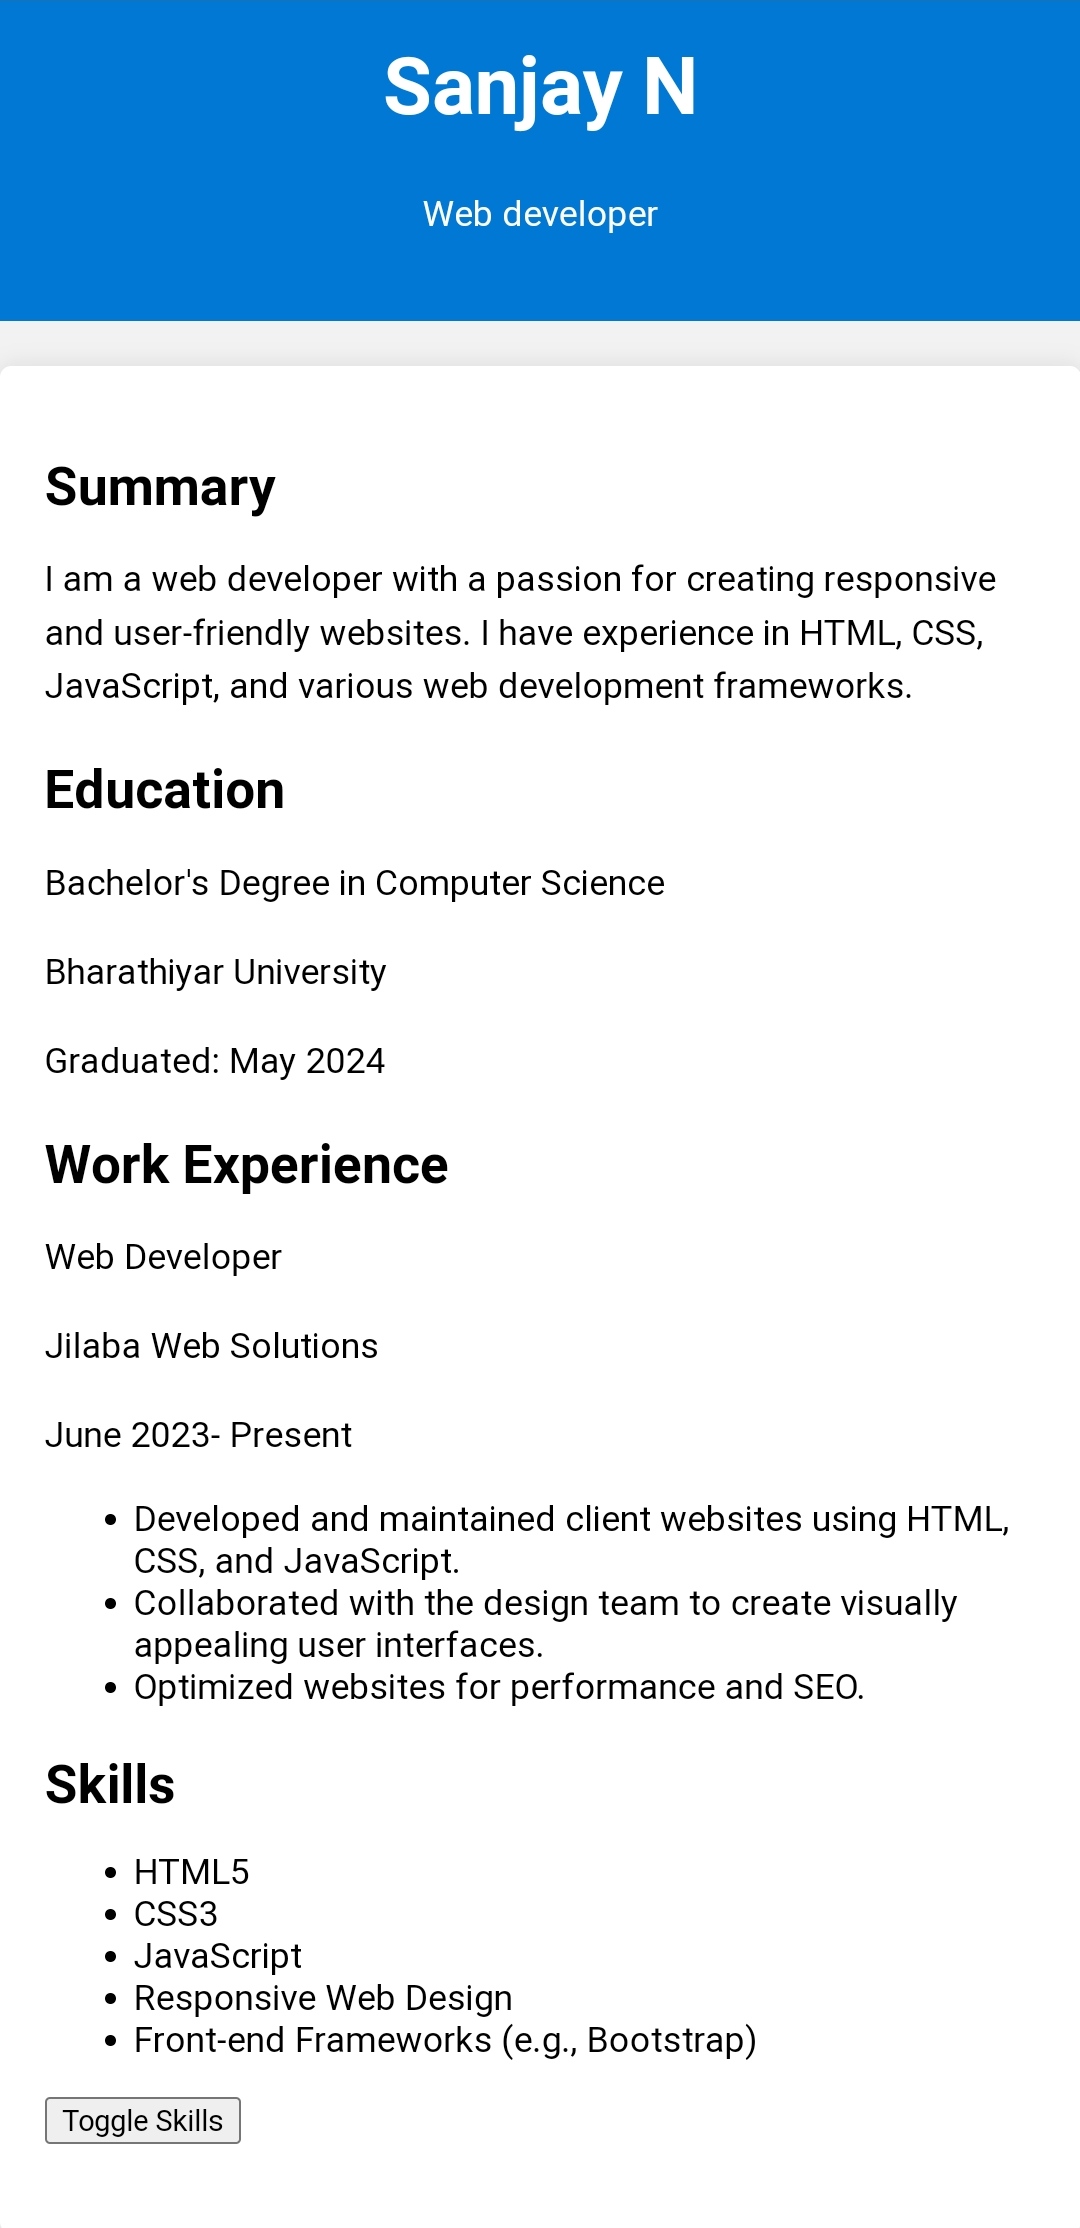 Sanjay N
Web developer
Summary
I am a web developer with a passion for creating responsive
and user-friendly websites. I have experience in HTML, CSS,
JavaScript, and various web development frameworks.
Education
Bachelor's Degree in Computer Science
Bharathiyar University
Graduated: May 2024
Work Experience
Web Developer
Jilaba Web Solutions
June 2023- Present
• Developed and maintained client websites using HTML,
CSS, and JavaScript.
• Collaborated with the design team to create visually
appealing user interfaces.
• Optimized websites for performance and SEO.
Skills
• HTML5
• CSS3
• JavaScript
• Responsive Web Design
• Front-end Frameworks (e.g., Bootstrap)
Toggle Skills